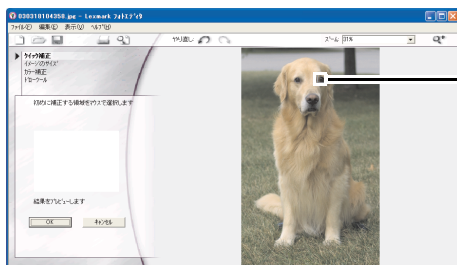 030310104358.jpg - Lexmark フォトエディタ
ファイル(F) 編集(E) 表示(V) ヘルプ(H)
やり直し ズーム 31%
クイック補正
イメージのサイズ
カラー補正
ドローツール
初めに補正する領域をマウスで選択します
結果をプレビューします
OK キャンセル